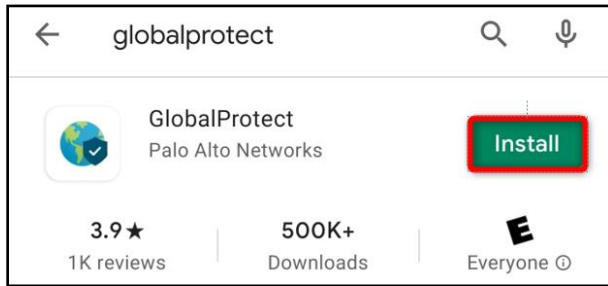 globalprotect
GlobalProtect
Palo Alto Networks
Install
3.9★ 500K+ E
1K reviews Downloads Everyone ⓘ